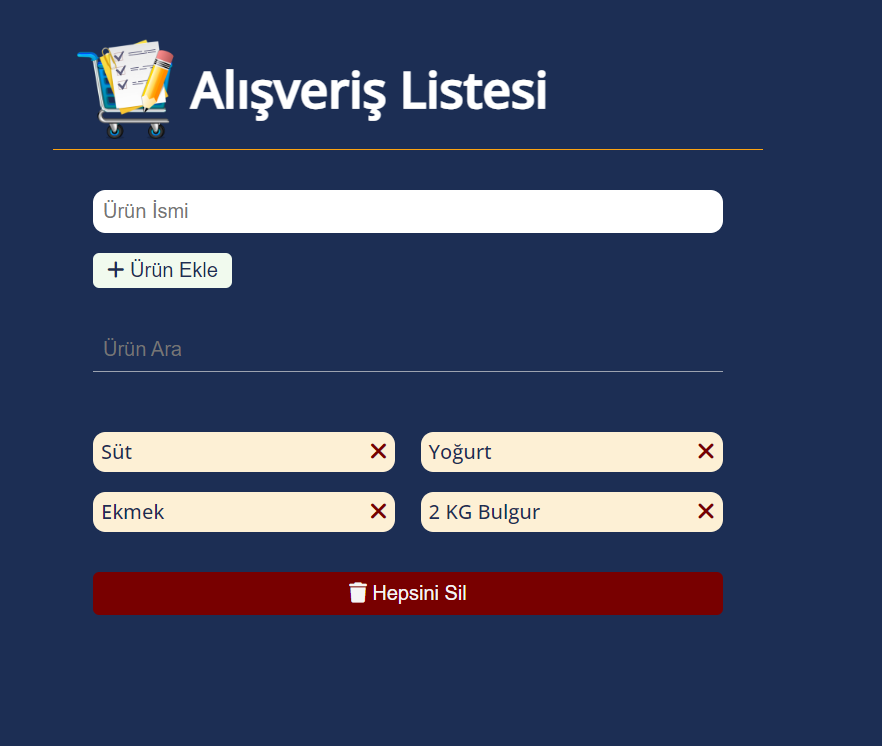 Alışveriş Listesi
Ürün İsmi
+ Ürün Ekle
Ürün Ara
Süt
Yoğurt
Ekmek
2 KG Bulgur
Hepsini Sil